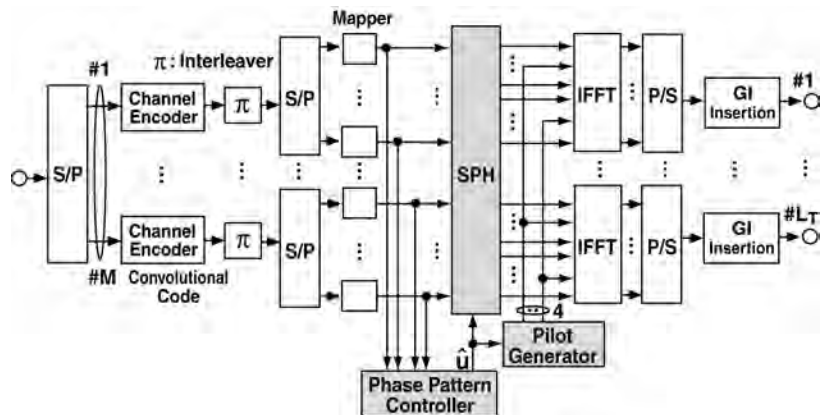 Mapper
#1
π: Interleaver
S/P
Channel
Encoder
π
S/P
SPH
IFFT
P/S
GI
Insertion
#1
S/P
Channel
Encoder
π
S/P
IFFT
P/S
GI
Insertion
#LT
#M
Convolutional
Code
4
û
Pilot
Generator
Phase Pattern
Controller